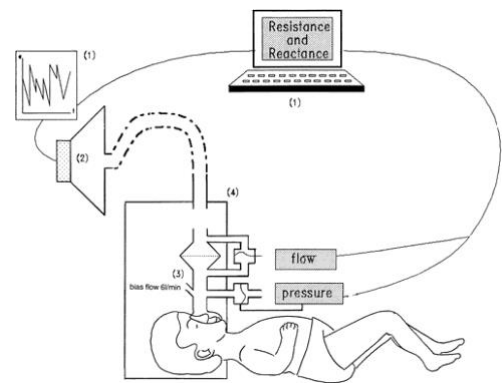 (1)
Resistance
and
Reactance
(1)
(2)
(4)
(3)
flow
bias flow 6l/min
pressure
t